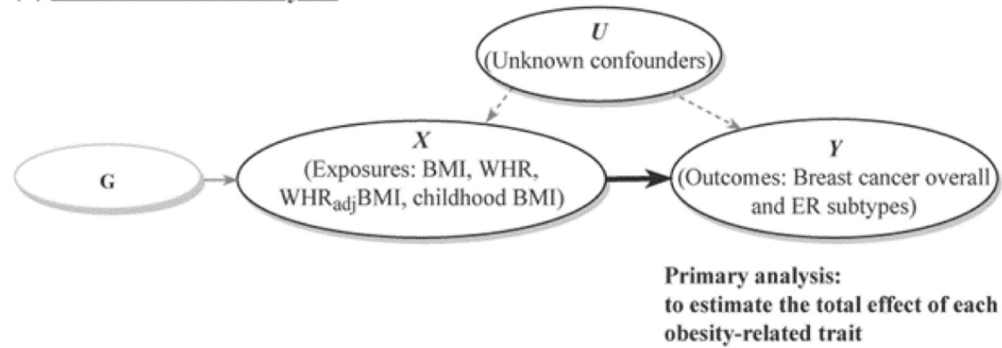 U
(Unknown confounders)
X
(Exposures: BMI, WHR,
WHRadjBMI, childhood BMI)
G
Y
(Outcomes: Breast cancer overall
and ER subtypes)
Primary analysis:
to estimate the total effect of each
obesity-related trait